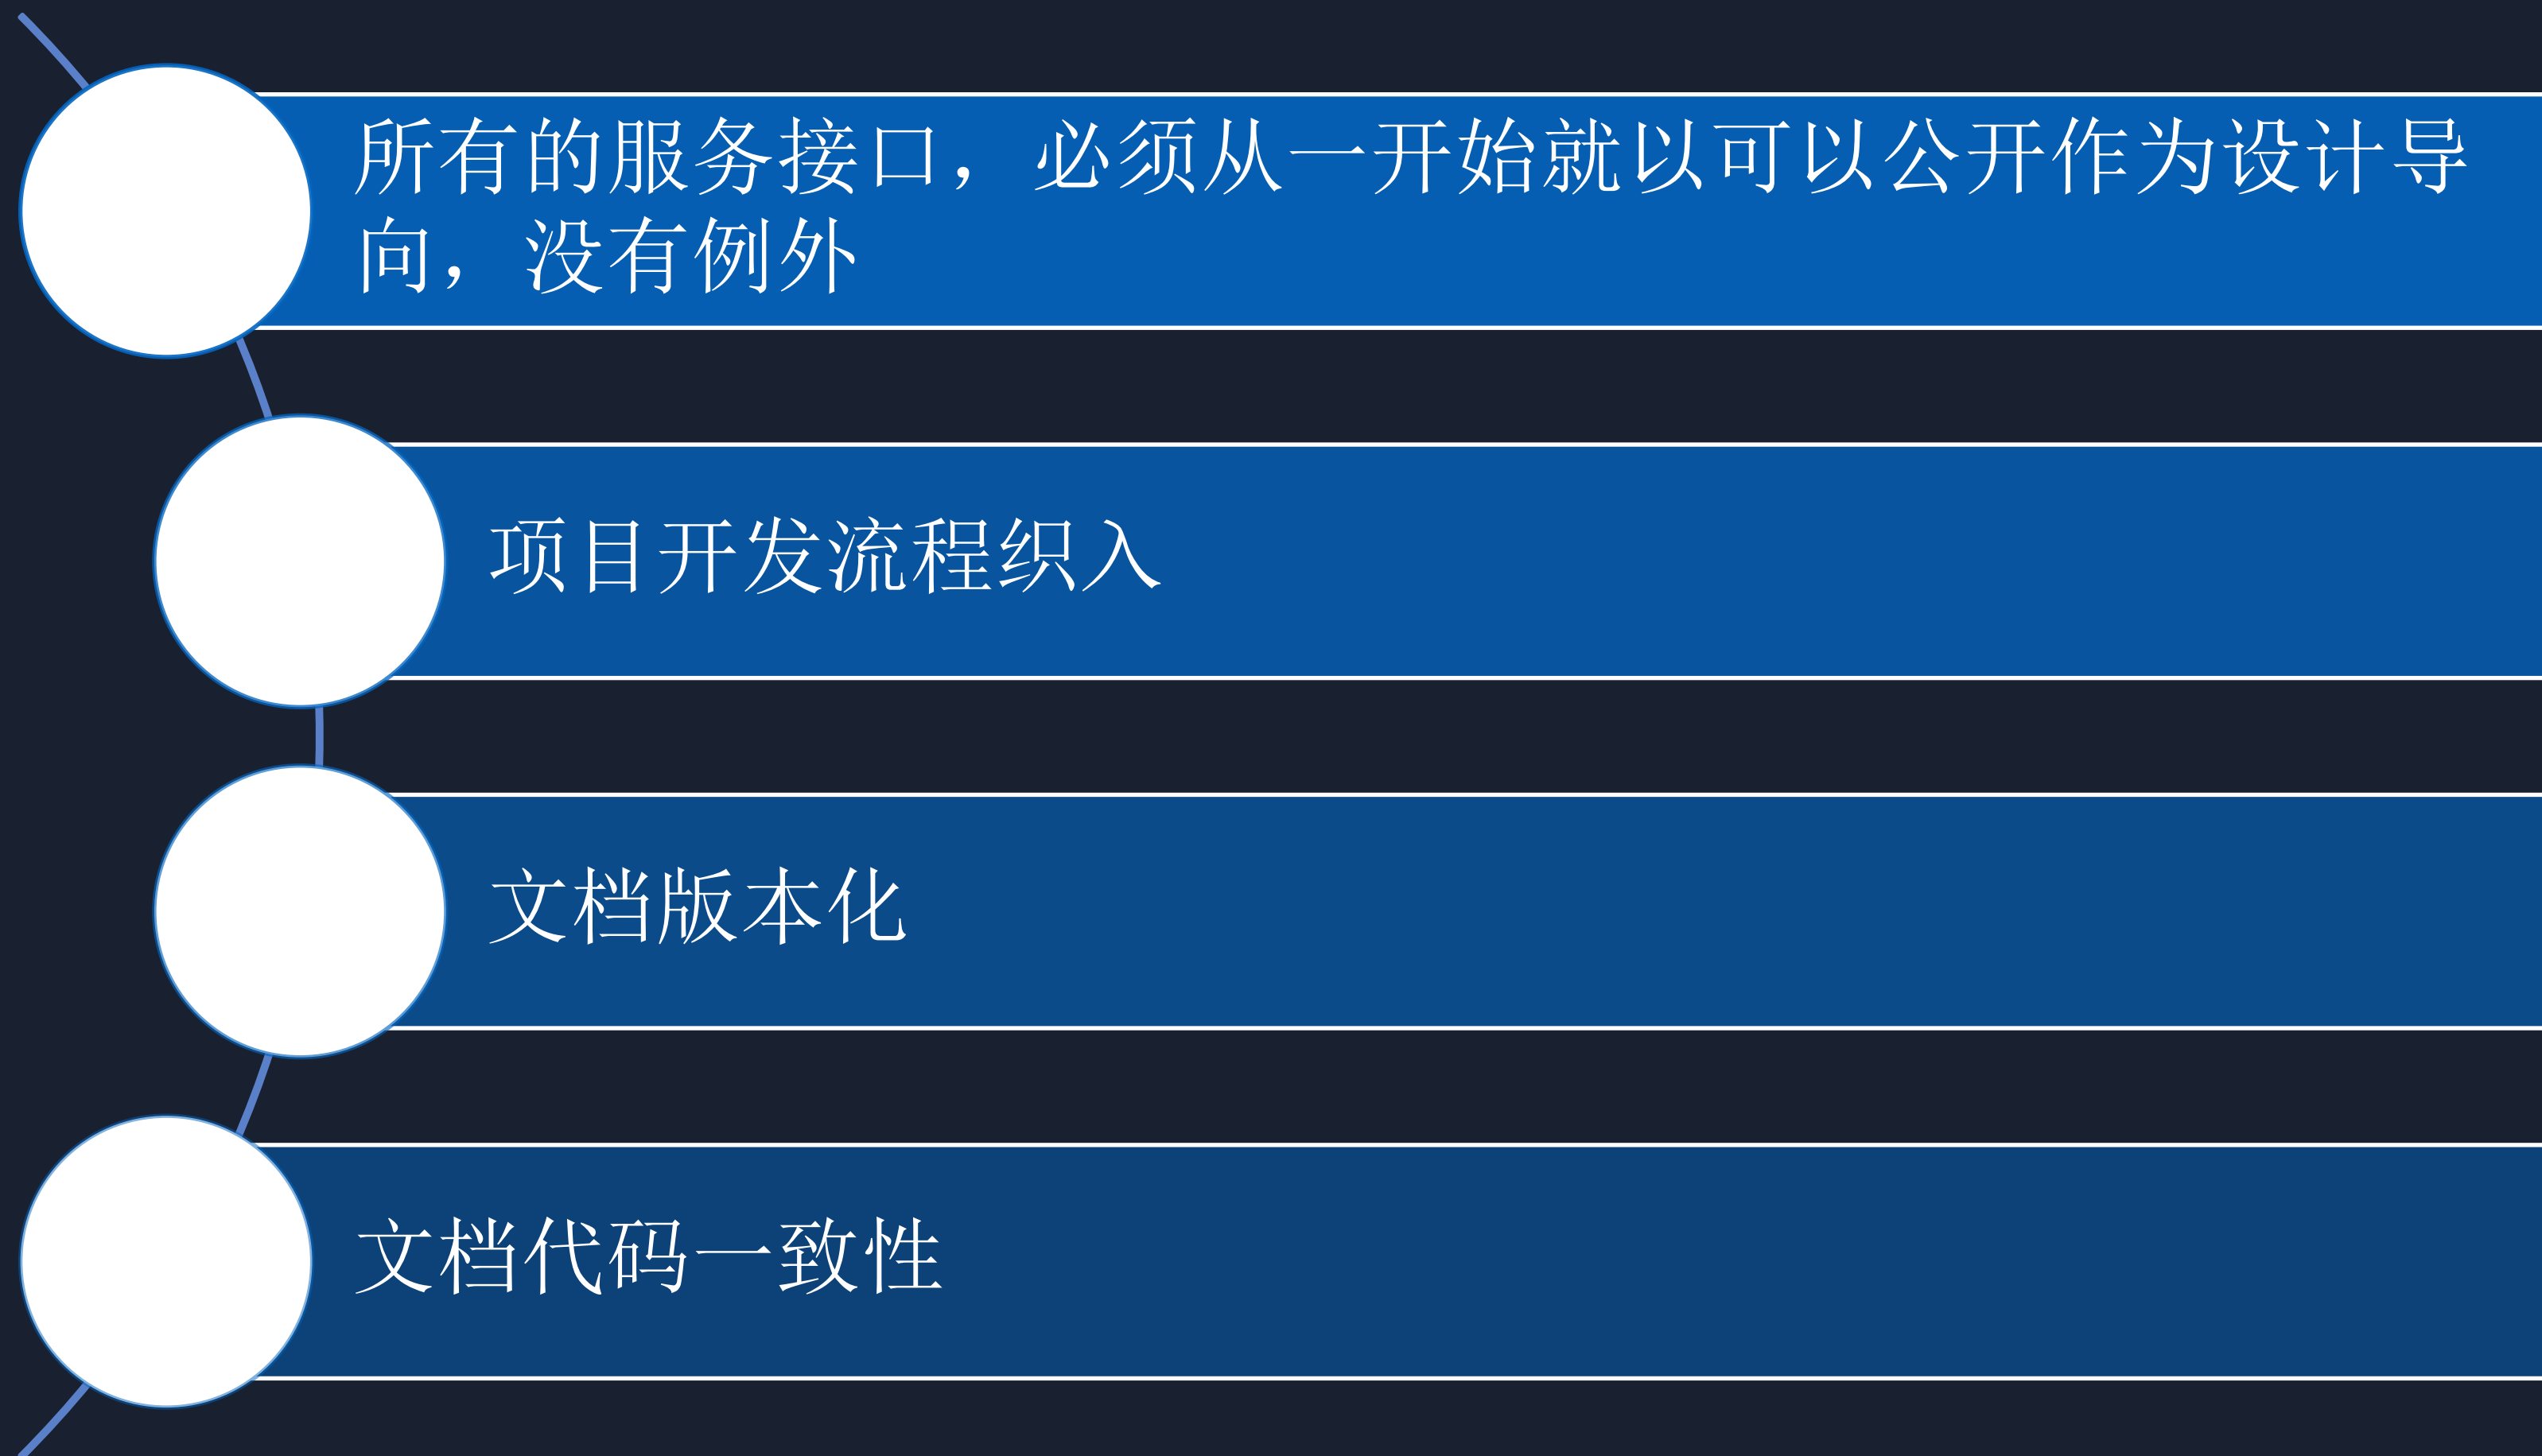 所有的服务接口，必须从一开始就以可以公开作为设计导
向，没有例外
项目开发流程织入
文档版本化
文档代码一致性